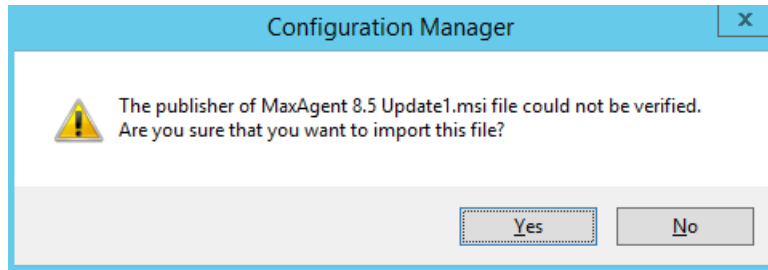 Configuration Manager
x
The publisher of MaxAgent 8.5 Update1.msi file could not be verified.
Are you sure that you want to import this file?
Yes
No